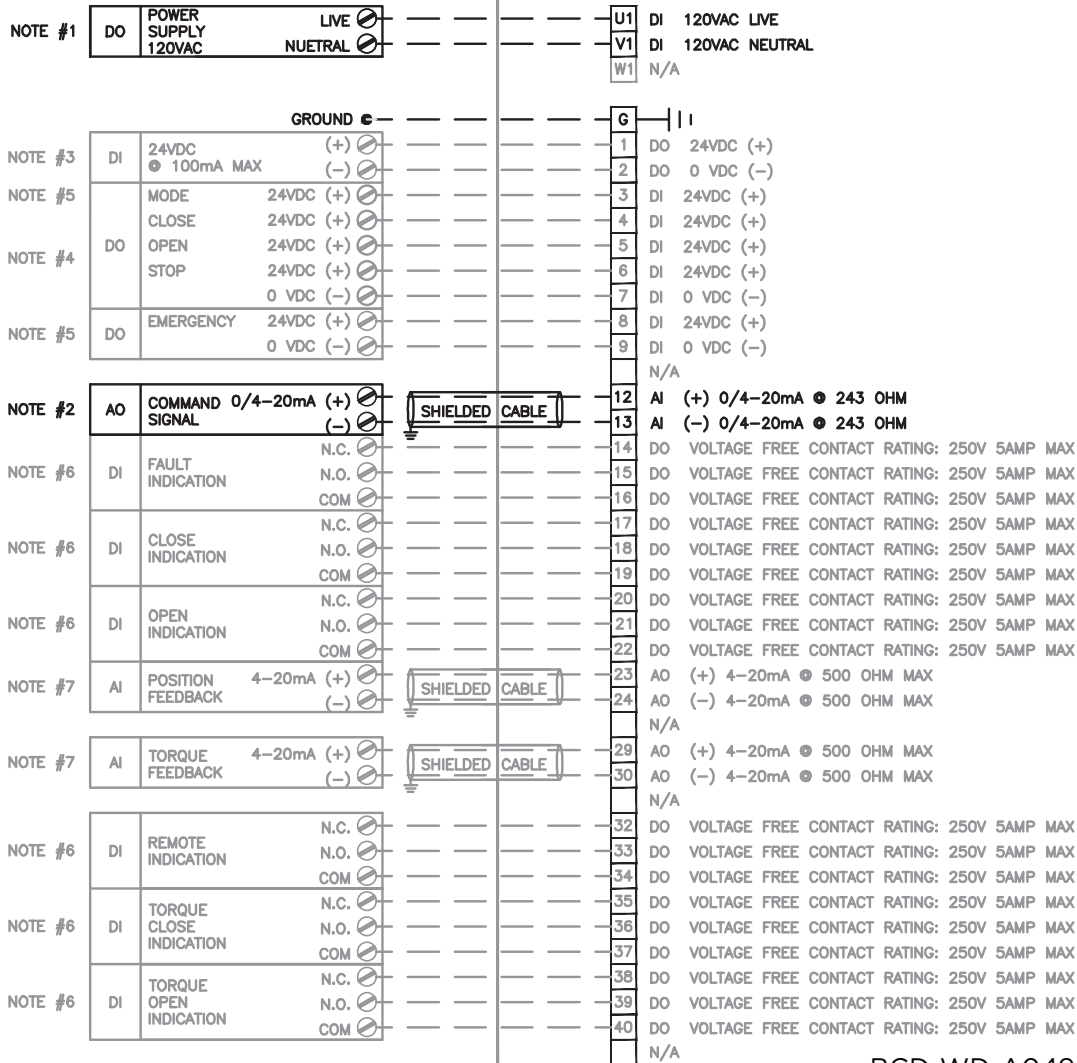 NOTE #1 DO POWER SUPPLY 120VAC LIVE U1 DI 120VAC LIVE
NUETRAL V1 DI 120VAC NEUTRAL
W1 N/A
GROUND G
NOTE #3 DI 24VDC @ 100mA MAX (+) 1 DO 24VDC (+)
(-) 2 DO 0 VDC (-)
NOTE #5 MODE 24VDC (+) 3 DI 24VDC (+)
CLOSE 24VDC (+) 4 DI 24VDC (+)
NOTE #4 DO OPEN 24VDC (+) 5 DI 24VDC (+)
STOP 24VDC (+) 6 DI 24VDC (+)
0 VDC (-) 7 DI 0 VDC (-)
NOTE #5 DO EMERGENCY 24VDC (+) 8 DI 24VDC (+)
0 VDC (-) 9 DI 0 VDC (-)
N/A
NOTE #2 AO COMMAND SIGNAL 0/4-20mA (+) SHIELDED CABLE 12 AI (+) 0/4-20mA @ 243 OHM
(-) 13 AI (-) 0/4-20mA @ 243 OHM
N.C. 14 DO VOLTAGE FREE CONTACT RATING: 250V 5AMP MAX
NOTE #6 DI FAULT INDICATION N.O. 15 DO VOLTAGE FREE CONTACT RATING: 250V 5AMP MAX
COM 16 DO VOLTAGE FREE CONTACT RATING: 250V 5AMP MAX
N.C. 17 DO VOLTAGE FREE CONTACT RATING: 250V 5AMP MAX
NOTE #6 DI CLOSE INDICATION N.O. 18 DO VOLTAGE FREE CONTACT RATING: 250V 5AMP MAX
COM 19 DO VOLTAGE FREE CONTACT RATING: 250V 5AMP MAX
N.C. 20 DO VOLTAGE FREE CONTACT RATING: 250V 5AMP MAX
NOTE #6 DI OPEN INDICATION N.O. 21 DO VOLTAGE FREE CONTACT RATING: 250V 5AMP MAX
COM 22 DO VOLTAGE FREE CONTACT RATING: 250V 5AMP MAX
NOTE #7 AI POSITION FEEDBACK 4-20mA (+) SHIELDED CABLE 23 AO (+) 4-20mA @ 500 OHM MAX
(-) 24 AO (-) 4-20mA @ 500 OHM MAX
N/A
NOTE #7 AI TORQUE FEEDBACK 4-20mA (+) SHIELDED CABLE 29 AO (+) 4-20mA @ 500 OHM MAX
(-) 30 AO (-) 4-20mA @ 500 OHM MAX
N/A
N.C. 32 DO VOLTAGE FREE CONTACT RATING: 250V 5AMP MAX
NOTE #6 DI REMOTE INDICATION N.O. 33 DO VOLTAGE FREE CONTACT RATING: 250V 5AMP MAX
COM 34 DO VOLTAGE FREE CONTACT RATING: 250V 5AMP MAX
N.C. 35 DO VOLTAGE FREE CONTACT RATING: 250V 5AMP MAX
NOTE #6 DI TORQUE CLOSE INDICATION N.O. 36 DO VOLTAGE FREE CONTACT RATING: 250V 5AMP MAX
COM 37 DO VOLTAGE FREE CONTACT RATING: 250V 5AMP MAX
N.C. 38 DO VOLTAGE FREE CONTACT RATING: 250V 5AMP MAX
NOTE #6 DI TORQUE OPEN INDICATION N.O. 39 DO VOLTAGE FREE CONTACT RATING: 250V 5AMP MAX
COM 40 DO VOLTAGE FREE CONTACT RATING: 250V 5AMP MAX
N/A